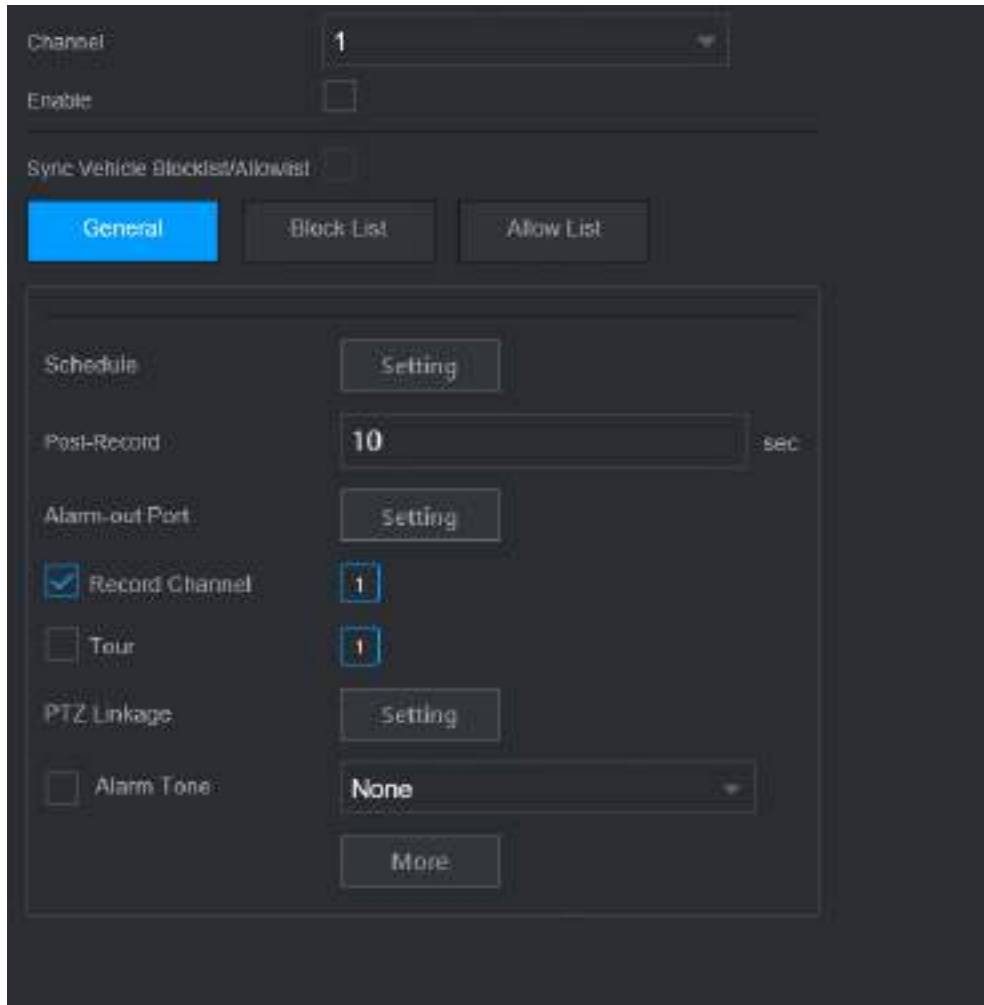 Channel 1
Enable
Sync Vehicle Blocklist/Allowlist
General Block List Allow List
Schedule Setting
Post-Record 10 sec
Alarm-out Port Setting
Record Channel 1
Tour 1
PTZ Linkage Setting
Alarm Tone None
More